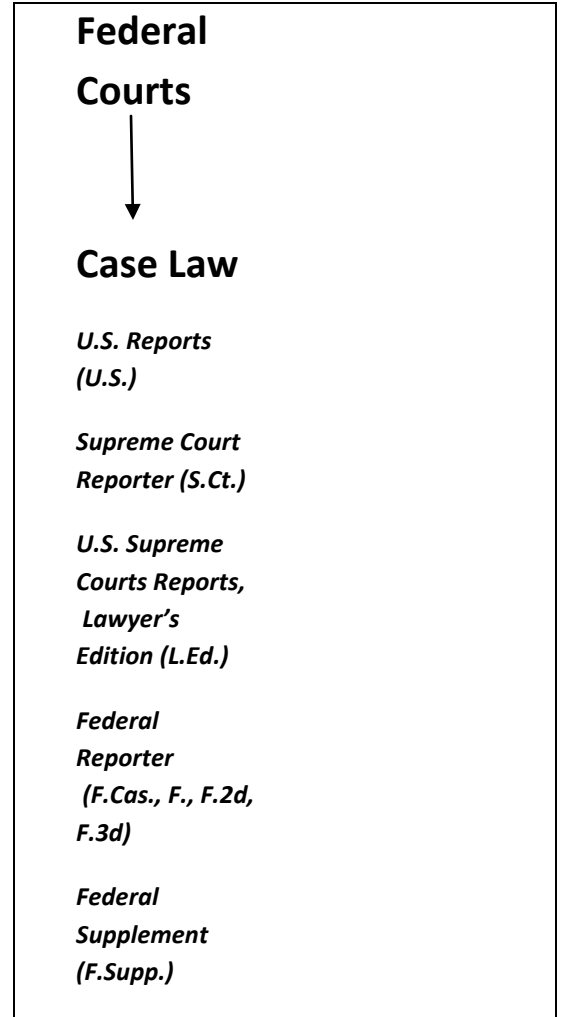 Federal
Courts
Case Law
U.S. Reports
(U.S.)
Supreme Court
Reporter (S.Ct.)
U.S. Supreme
Courts Reports,
Lawyer’s
Edition (L.Ed.)
Federal
Reporter
(F.Cas., F., F.2d,
F.3d)
Federal
Supplement
(F.Supp.)